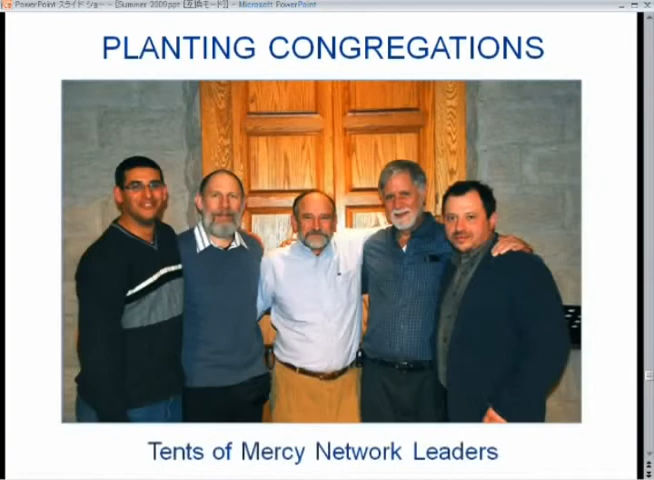 PowerPoint スライド ショー - [Summer 2009.ppt [互換モード]] - Microsoft PowerPoint
PLANTING CONGREGATIONS
Tents of Mercy Network Leaders